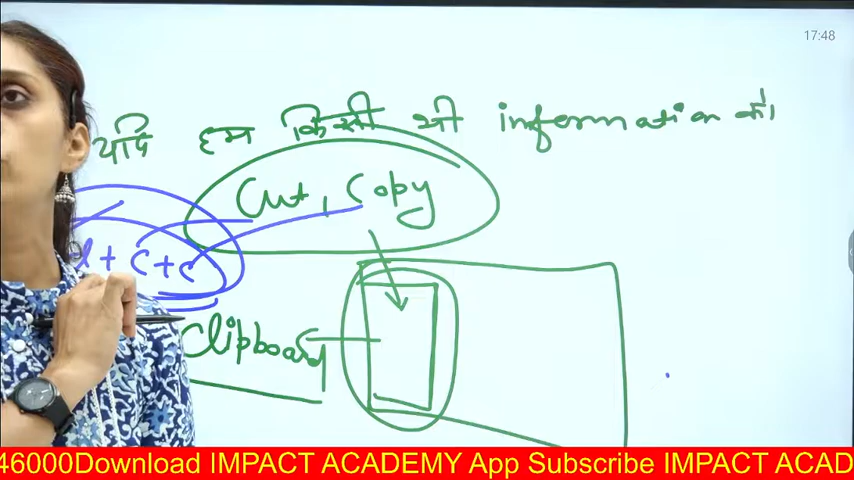 17:48
यदि हम किसी भी information को
Cut, Copy
+ C + C
Clipboard
46000Download IMPACT ACADEMY App Subscribe IMPACT ACAD